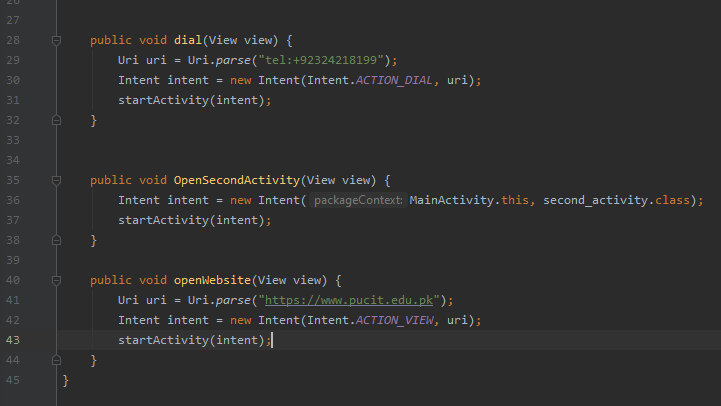 26
27
28 public void dial(View view) {
29 Uri uri = Uri.parse("tel:+92324218199");
30 Intent intent = new Intent(Intent.ACTION_DIAL, uri);
31 startActivity(intent);
32 }
33
34
35 public void OpenSecondActivity(View view) {
36 Intent intent = new Intent( packageContext: MainActivity.this, second_activity.class);
37 startActivity(intent);
38 }
39
40 public void openWebsite(View view) {
41 Uri uri = Uri.parse("https://www.pucit.edu.pk");
42 Intent intent = new Intent(Intent.ACTION_VIEW, uri);
43 startActivity(intent);
44 }
45 }